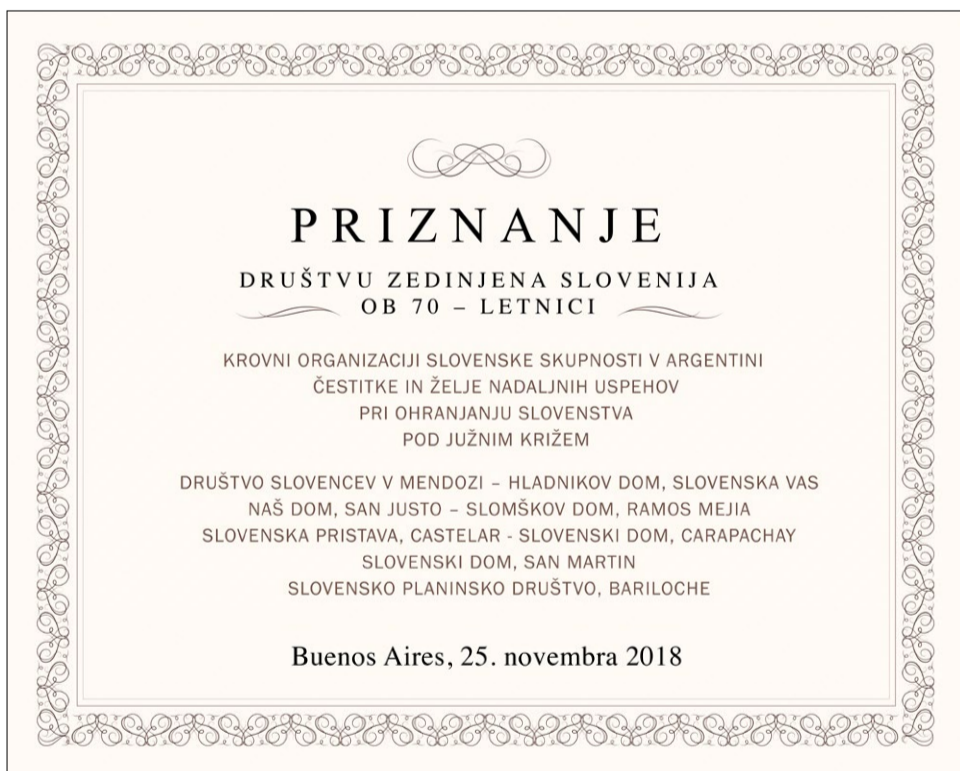 PRIZNANJE
DRUŠTVU ZEDINJENA SLOVENIJA
OB 70 – LETNICI
KROVNI ORGANIZACIJI SLOVENSKE SKUPNOSTI V ARGENTINI
ČESTITKE IN ŽELJE NADALJNIH USPEHOV
PRI OHRANJANJU SLOVENSTVA
POD JUŽNIM KRIŽEM
DRUŠTVO SLOVENCEV V MENDOZI – HLADNIKOV DOM, SLOVENSKA VAS
NAŠ DOM, SAN JUSTO – SLOMŠKOV DOM, RAMOS MEJIA
SLOVENSKA PRISTAVA, CASTELAR - SLOVENSKI DOM, CARAPACHAY
SLOVENSKI DOM, SAN MARTIN
SLOVENSKO PLANINSKO DRUŠTVO, BARILOCHE
Buenos Aires, 25. novembra 2018